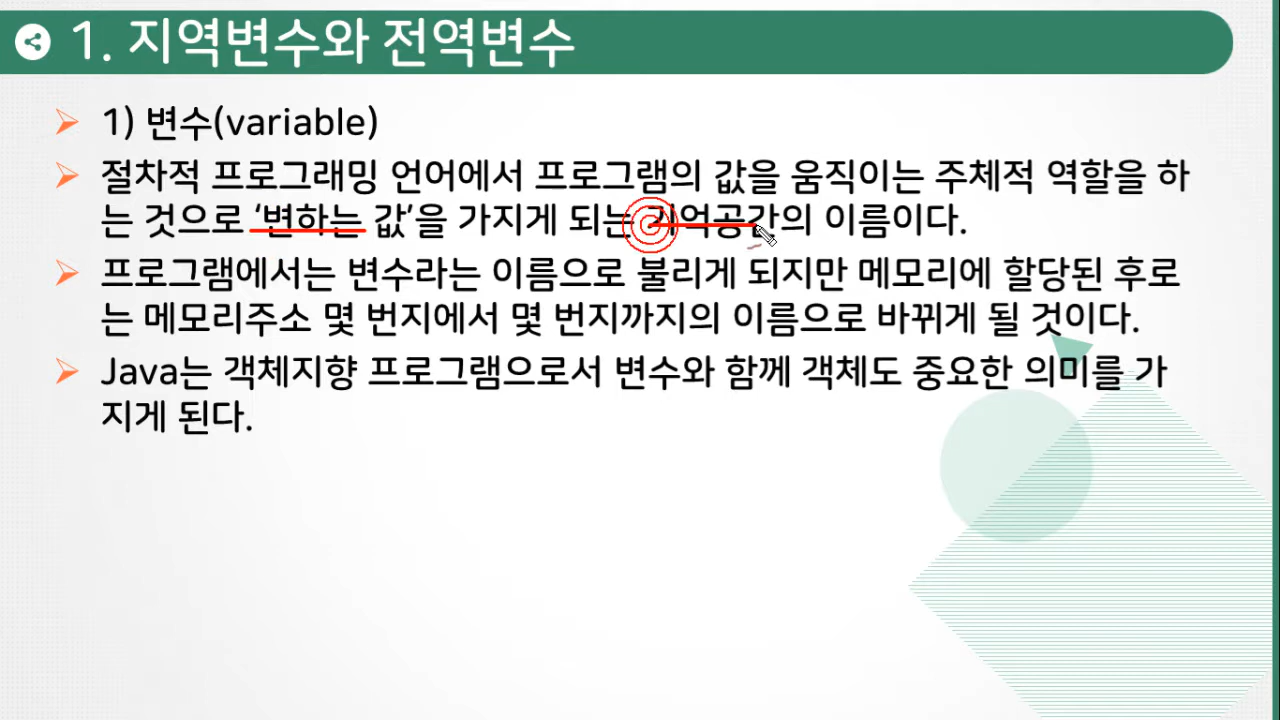 1. 지역변수와 전역변수
1) 변수(variable)
절차적 프로그래밍 언어에서 프로그램의 값을 움직이는 주체적 역할을 하
는 것으로 ‘변하는 값’을 가지게 되는 기억공간의 이름이다.
프로그램에서는 변수라는 이름으로 불리게 되지만 메모리에 할당된 후로
는 메모리주소 몇 번지에서 몇 번지까지의 이름으로 바뀌게 될 것이다.
Java는 객체지향 프로그램으로서 변수와 함께 객체도 중요한 의미를 가
지게 된다.